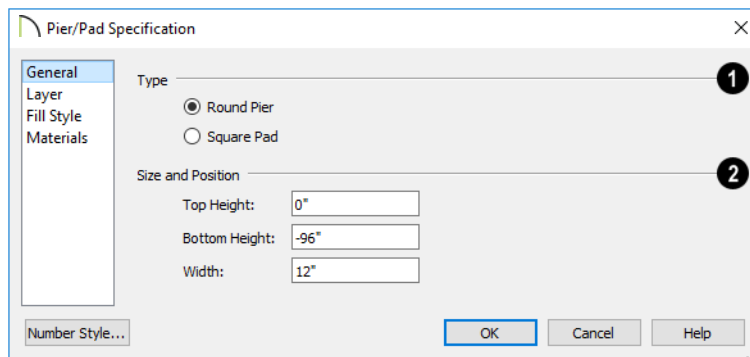 Pier/Pad Specification
General
Layer
Fill Style
Materials
Type
1
Round Pier
Square Pad
Size and Position
2
Top Height: 0"
Bottom Height: -96"
Width: 12"
Number Style...
OK
Cancel
Help